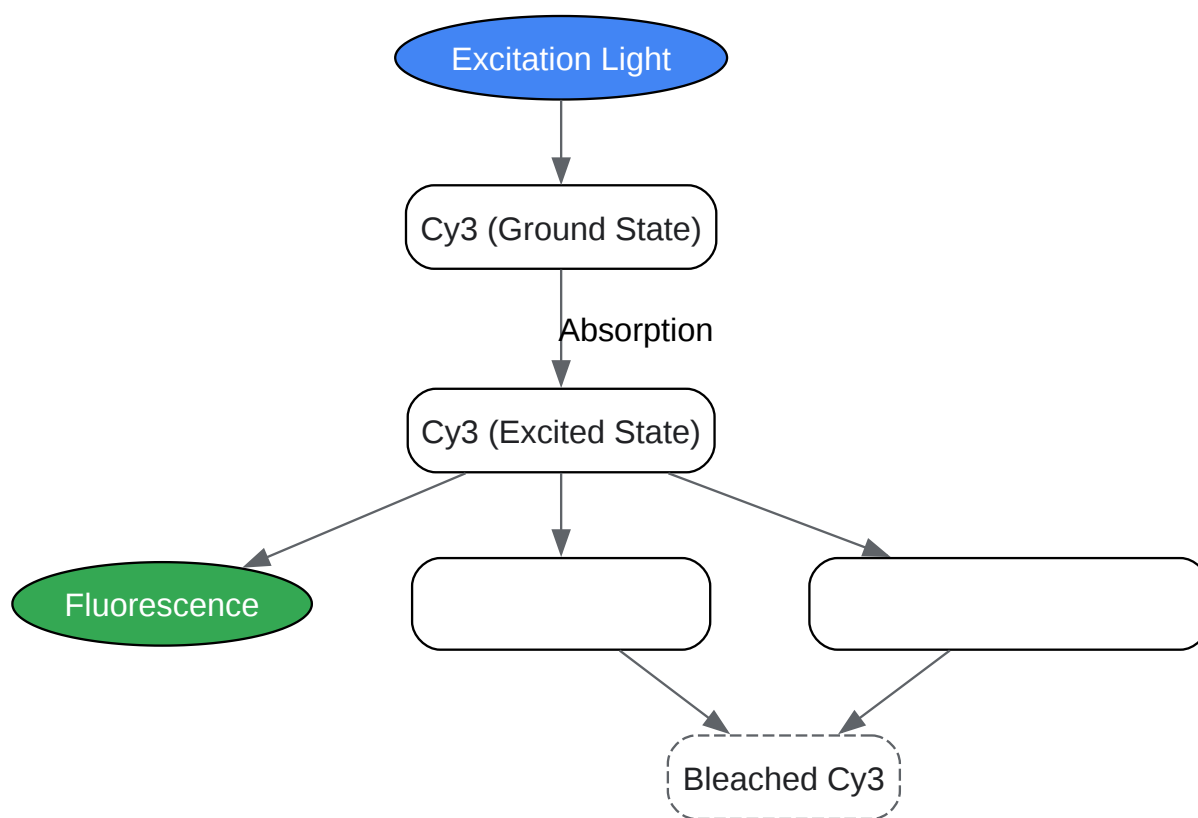 Excitation Light
Cy3 (Ground State)
Absorption
Cy3 (Excited State)
Fluorescence
Bleached Cy3